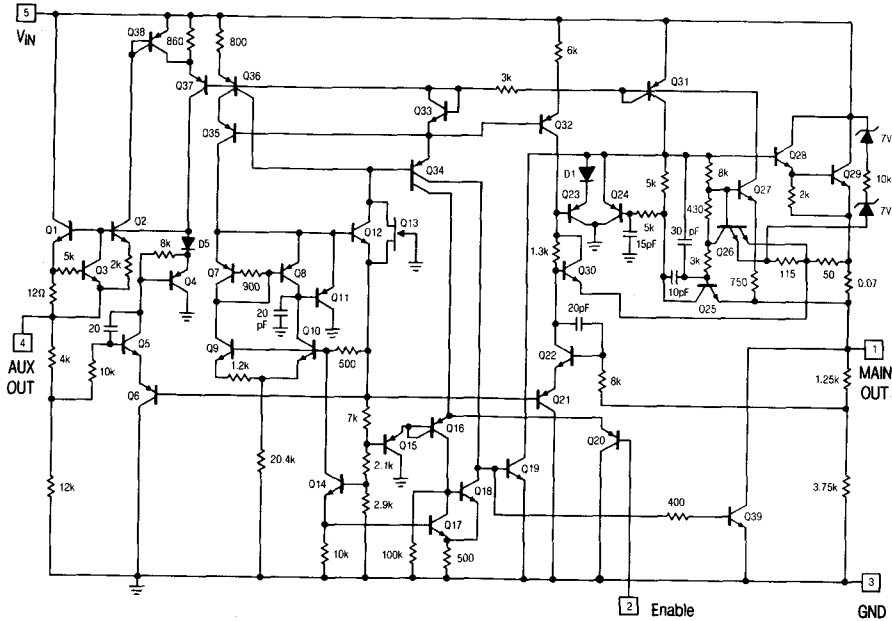 5
VIN
Q38
860
800
6k
Q37
Q36
Q33
3k
Q31
Q35
Q32
Q28
7V
Q34
D1
8k
Q29
Q23
Q24
5k
Q27
2k
10k
Q1
Q2
Q12
Q13
430
7V
8k
D5
5k
30
pF
Q26
5k
Q3
2k
Q4
Q7
Q8
15pF
1.3k
Q30
3k
115
50
12Ω
900
Q11
10pF
750
0.07
Q25
20
20
pF
20pF
4
Q5
Q9
Q10
1
AUX
OUT
4k
500
Q22
MAIN
OUT
10k
1.2k
8k
1.25k
Q6
Q21
7k
Q16
Q15
Q20
20.4k
2.1k
12k
Q14
Q18
Q19
3.75k
2.9k
400
Q17
Q39
10k
100k
500
3
2
Enable
GND